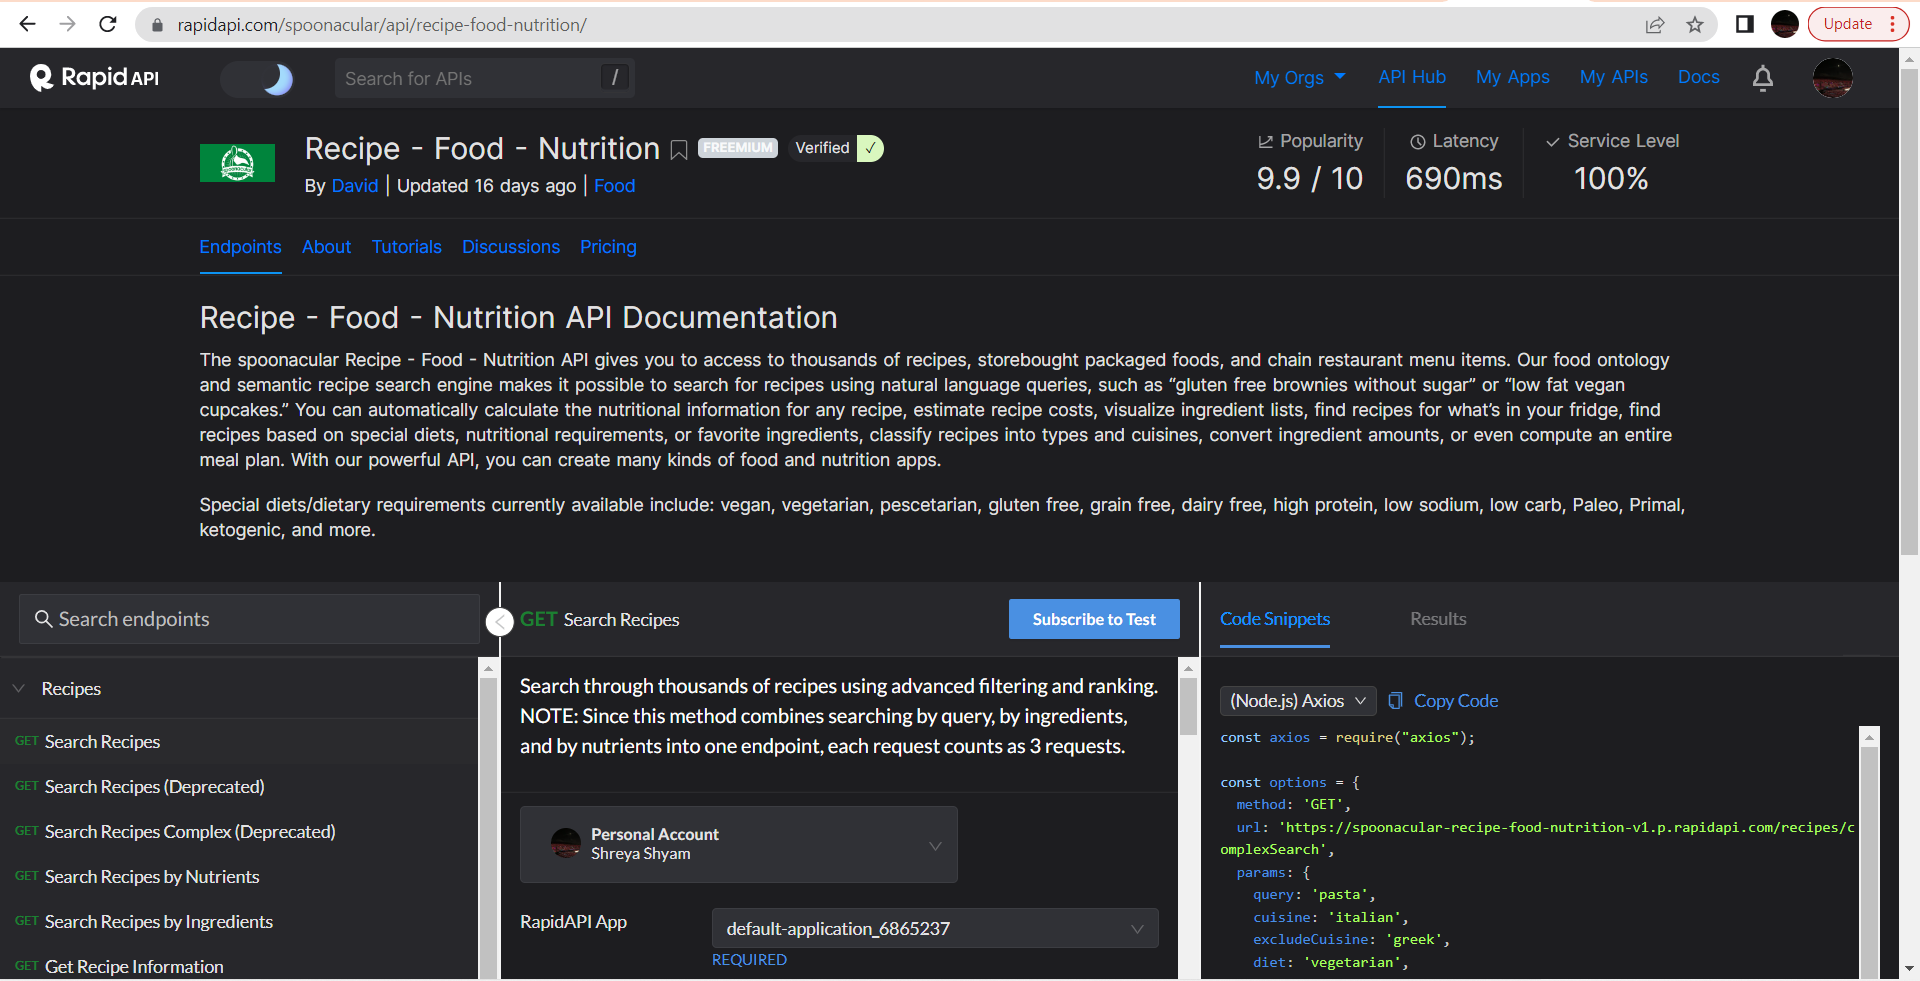 rapidapi.com/spoonacular/api/recipe-food-nutrition/
Update
Rapid API
Search for APIs
/
My Orgs
API Hub
My Apps
My APIs
Docs
Recipe - Food - Nutrition
FREEMIUM
Verified
By David | Updated 16 days ago | Food
Popularity
9.9 / 10
Latency
690ms
Service Level
100%
Endpoints
About
Tutorials
Discussions
Pricing
Recipe - Food - Nutrition API Documentation
The spoonacular Recipe - Food - Nutrition API gives you to access to thousands of recipes, storebought packaged foods, and chain restaurant menu items. Our food ontology
and semantic recipe search engine makes it possible to search for recipes using natural language queries, such as “gluten free brownies without sugar” or “low fat vegan
cupcakes.” You can automatically calculate the nutritional information for any recipe, estimate recipe costs, visualize ingredient lists, find recipes for what’s in your fridge, find
recipes based on special diets, nutritional requirements, or favorite ingredients, classify recipes into types and cuisines, convert ingredient amounts, or even compute an entire
meal plan. With our powerful API, you can create many kinds of food and nutrition apps.
Special diets/dietary requirements currently available include: vegan, vegetarian, pescetarian, gluten free, grain free, dairy free, high protein, low sodium, low carb, Paleo, Primal,
ketogenic, and more.
Search endpoints
Recipes
GET Search Recipes
GET Search Recipes (Deprecated)
GET Search Recipes Complex (Deprecated)
GET Search Recipes by Nutrients
GET Search Recipes by Ingredients
GET Get Recipe Information
GET Search Recipes
Subscribe to Test
Search through thousands of recipes using advanced filtering and ranking.
NOTE: Since this method combines searching by query, by ingredients,
and by nutrients into one endpoint, each request counts as 3 requests.
Personal Account
Shreya Shyam
RapidAPI App
default-application_6865237
REQUIRED
Code Snippets
Results
(Node.js) Axios
Copy Code
const axios = require("axios");
const options = {
method: 'GET',
url: 'https://spoonacular-recipe-food-nutrition-v1.p.rapidapi.com/recipes/c
omplexSearch',
params: {
query: 'pasta',
cuisine: 'italian',
excludeCuisine: 'greek',
diet: 'vegetarian',